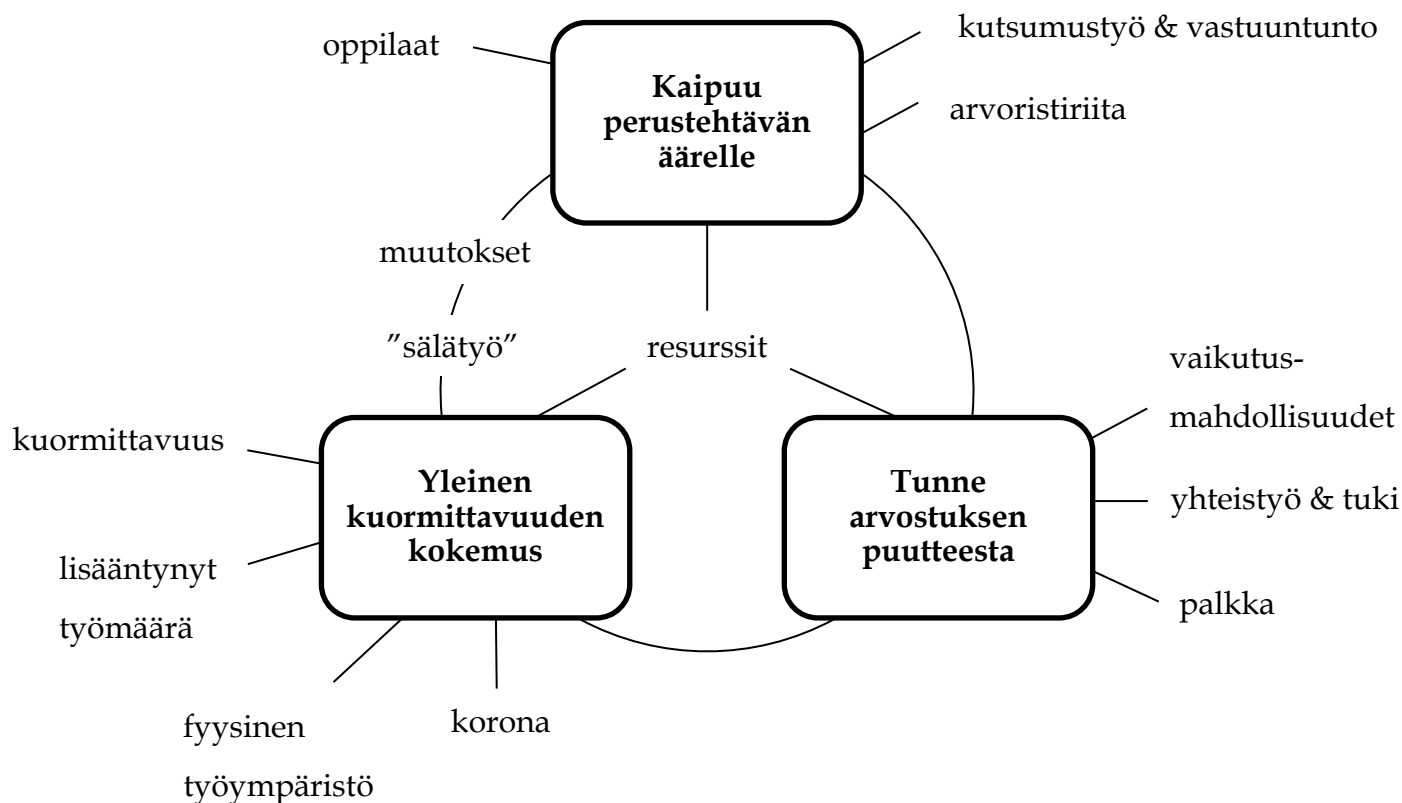 oppilaat
kutsumustyö & vastuuntunto
Kaipuu
perustehtävän
äärelle
arvoristiriita
muutokset
”sälätyö”
resurssit
vaikutus-
mahdollisuudet
kuormittavuus
Yleinen
kuormittavuuden
kokemus
Tunne
arvostuksen
puutteesta
yhteistyö & tuki
lisääntynyt
työmäärä
palkka
fyysinen
työympäristö
korona